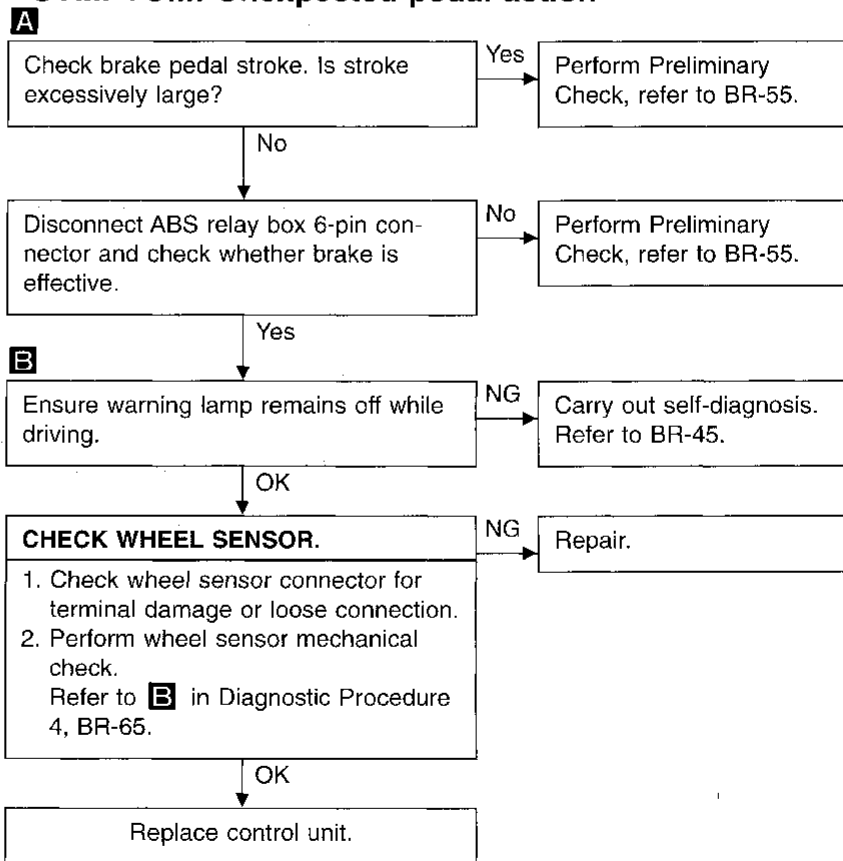 Unexpected pedal action
A
Check brake pedal stroke. Is stroke
excessively large?
Yes
Perform Preliminary
Check, refer to BR-55.
No
Disconnect ABS relay box 6-pin con-
nector and check whether brake is
effective.
No
Perform Preliminary
Check, refer to BR-55.
Yes
B
Ensure warning lamp remains off while
driving.
NG
Carry out self-diagnosis.
Refer to BR-45.
OK
CHECK WHEEL SENSOR.
NG
Repair.
1. Check wheel sensor connector for
terminal damage or loose connection.
2. Perform wheel sensor mechanical
check.
Refer to B in Diagnostic Procedure
4, BR-65.
OK
Replace control unit.